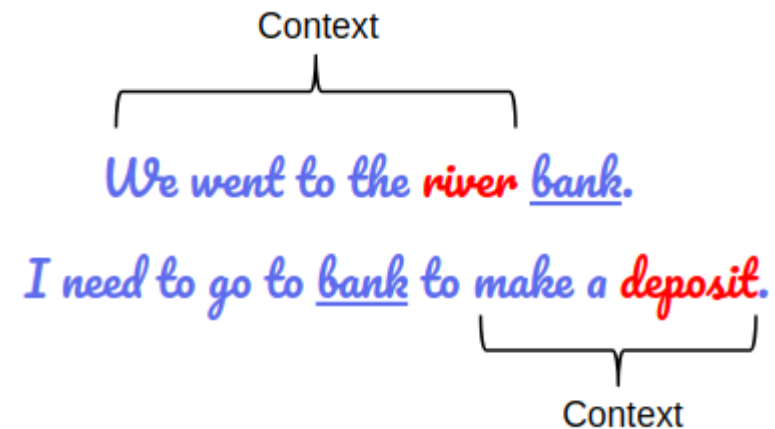 Context
We went to the river bank.
I need to go to bank to make a deposit.
Context